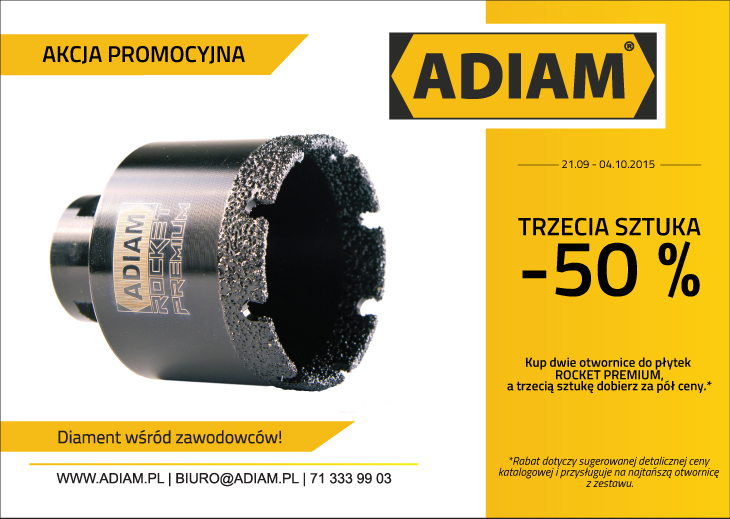 AKCJA PROMOCYJNA
ADIAM®
21.09 - 04.10.2015
TRZECIA SZTUKA
-50 %
ADIAM
ROCKET
PREMIUM
Kup dwie otwornice do płytek
ROCKET PREMIUM,
a trzecią sztukę dobierz za pół ceny.*
Diament wśród zawodowców!
WWW.ADIAM.PL | BIURO@ADIAM.PL | 71 333 99 03
*Rabat dotyczy sugerowanej detalicznej ceny
katalogowej i przysługuje na najtańszą otwornicę
z zestawu.